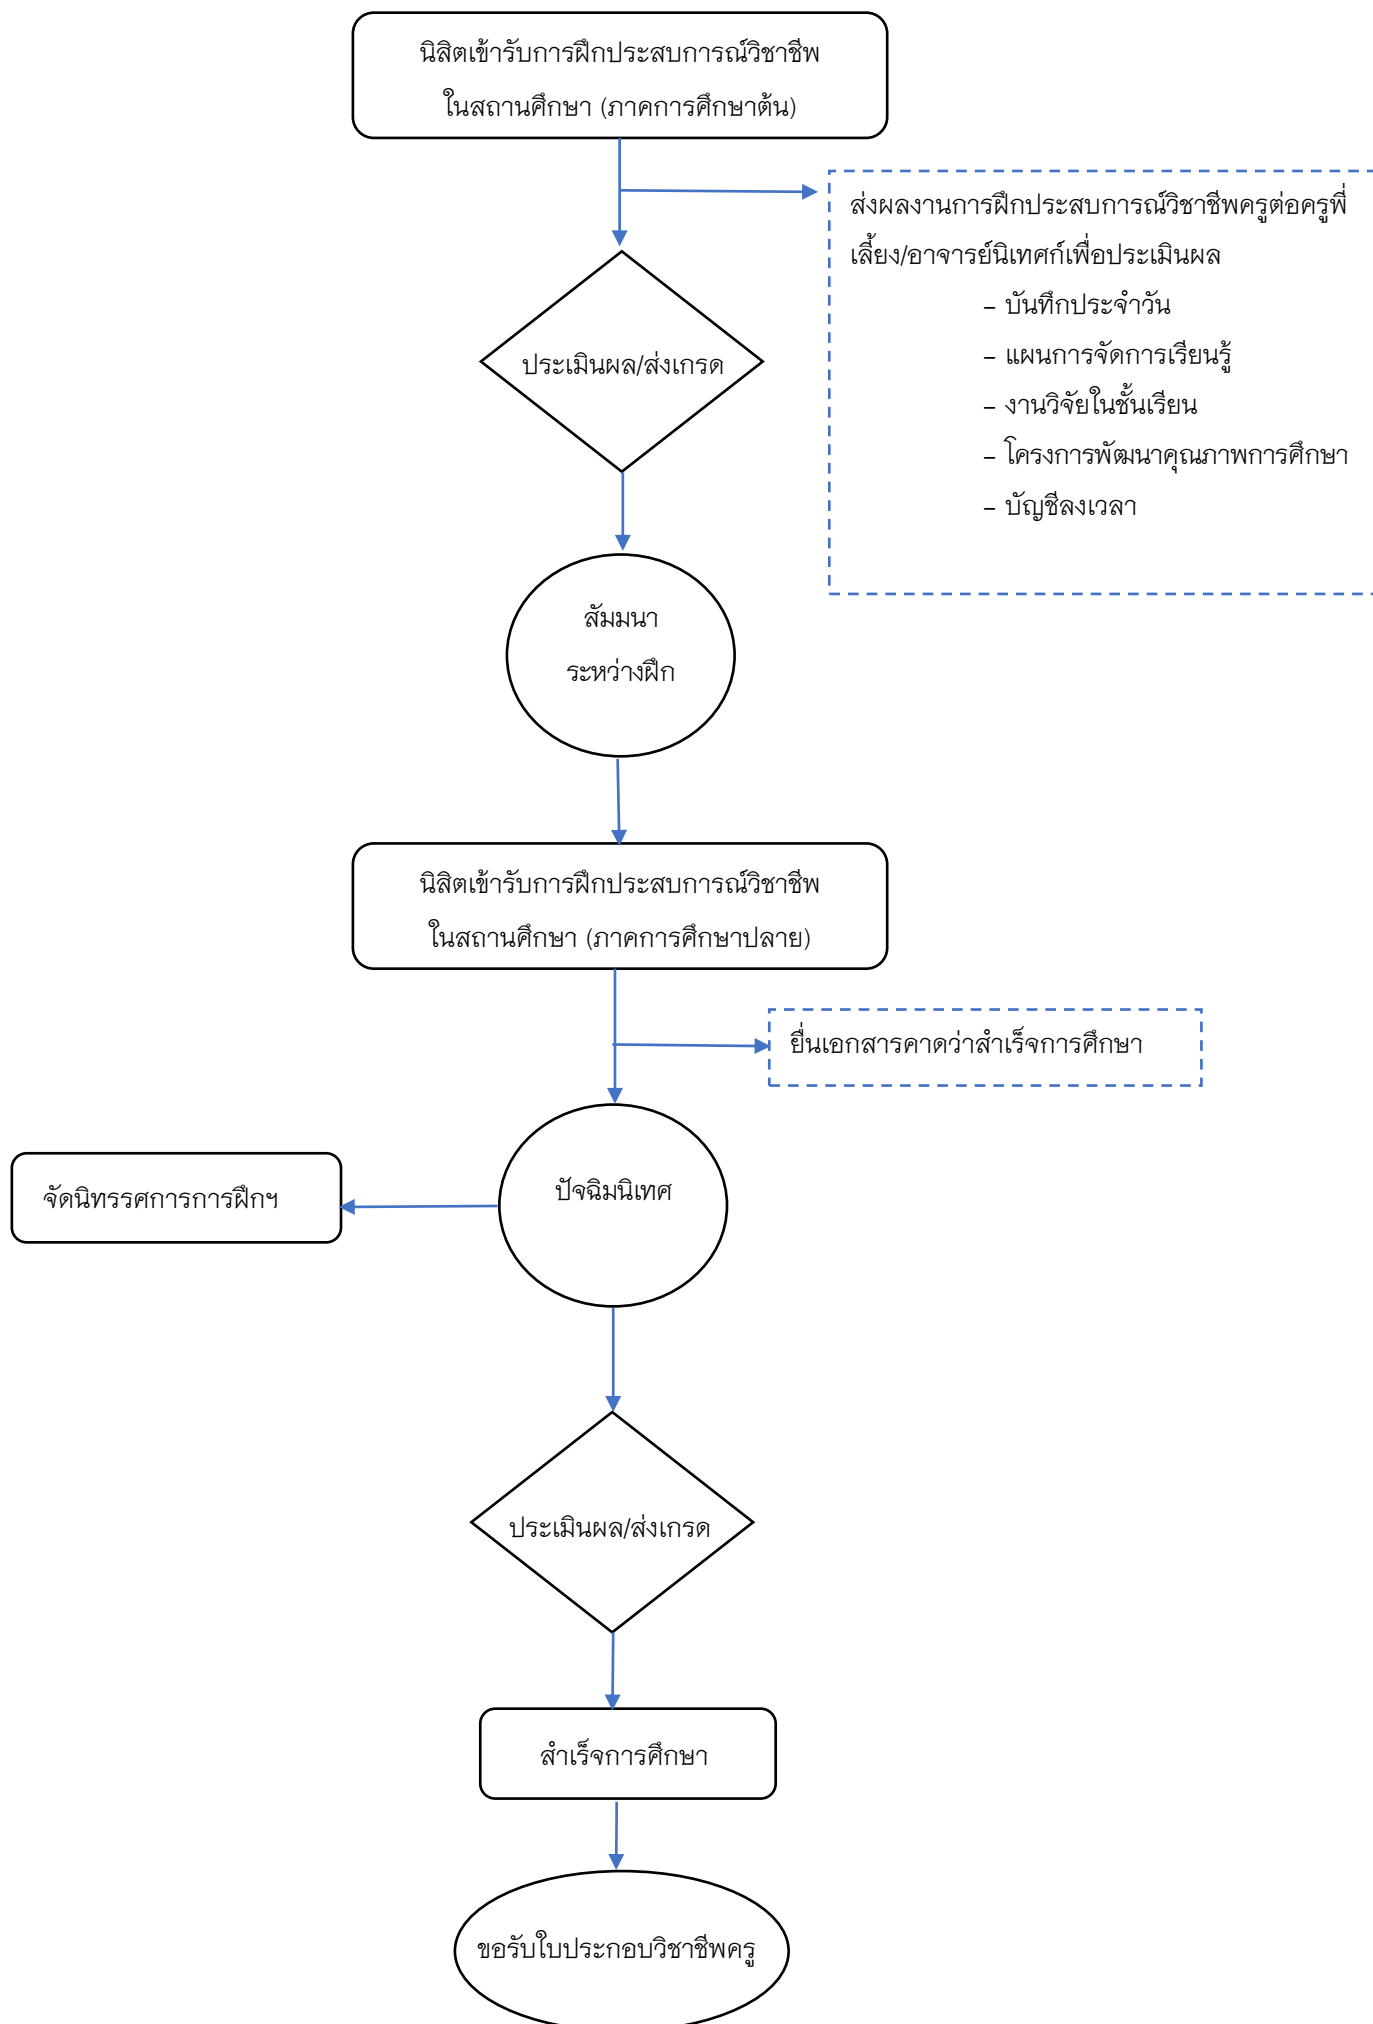 นิสิตเข้ารับการฝึกประสบการณ์วิชาชีพ
ในสถานศึกษา (ภาคการศึกษาต้น)
ส่งผลงานการฝึกประสบการณ์วิชาชีพครูต่อครูพี่
เลี้ยง/อาจารย์นิเทศก์เพื่อประเมินผล
– บันทึกประจำวัน
– แผนการจัดการเรียนรู้
– งานวิจัยในชั้นเรียน
– โครงการพัฒนาคุณภาพการศึกษา
– บัญชีลงเวลา
ประเมินผล/ส่งเกรด
สัมมนา
ระหว่างฝึก
นิสิตเข้ารับการฝึกประสบการณ์วิชาชีพ
ในสถานศึกษา (ภาคการศึกษาปลาย)
ยื่นเอกสารคาดว่าสำเร็จการศึกษา
ปัจฉิมนิเทศ
จัดนิทรรศการการฝึกฯ
ประเมินผล/ส่งเกรด
สำเร็จการศึกษา
ขอรับใบประกอบวิชาชีพครู